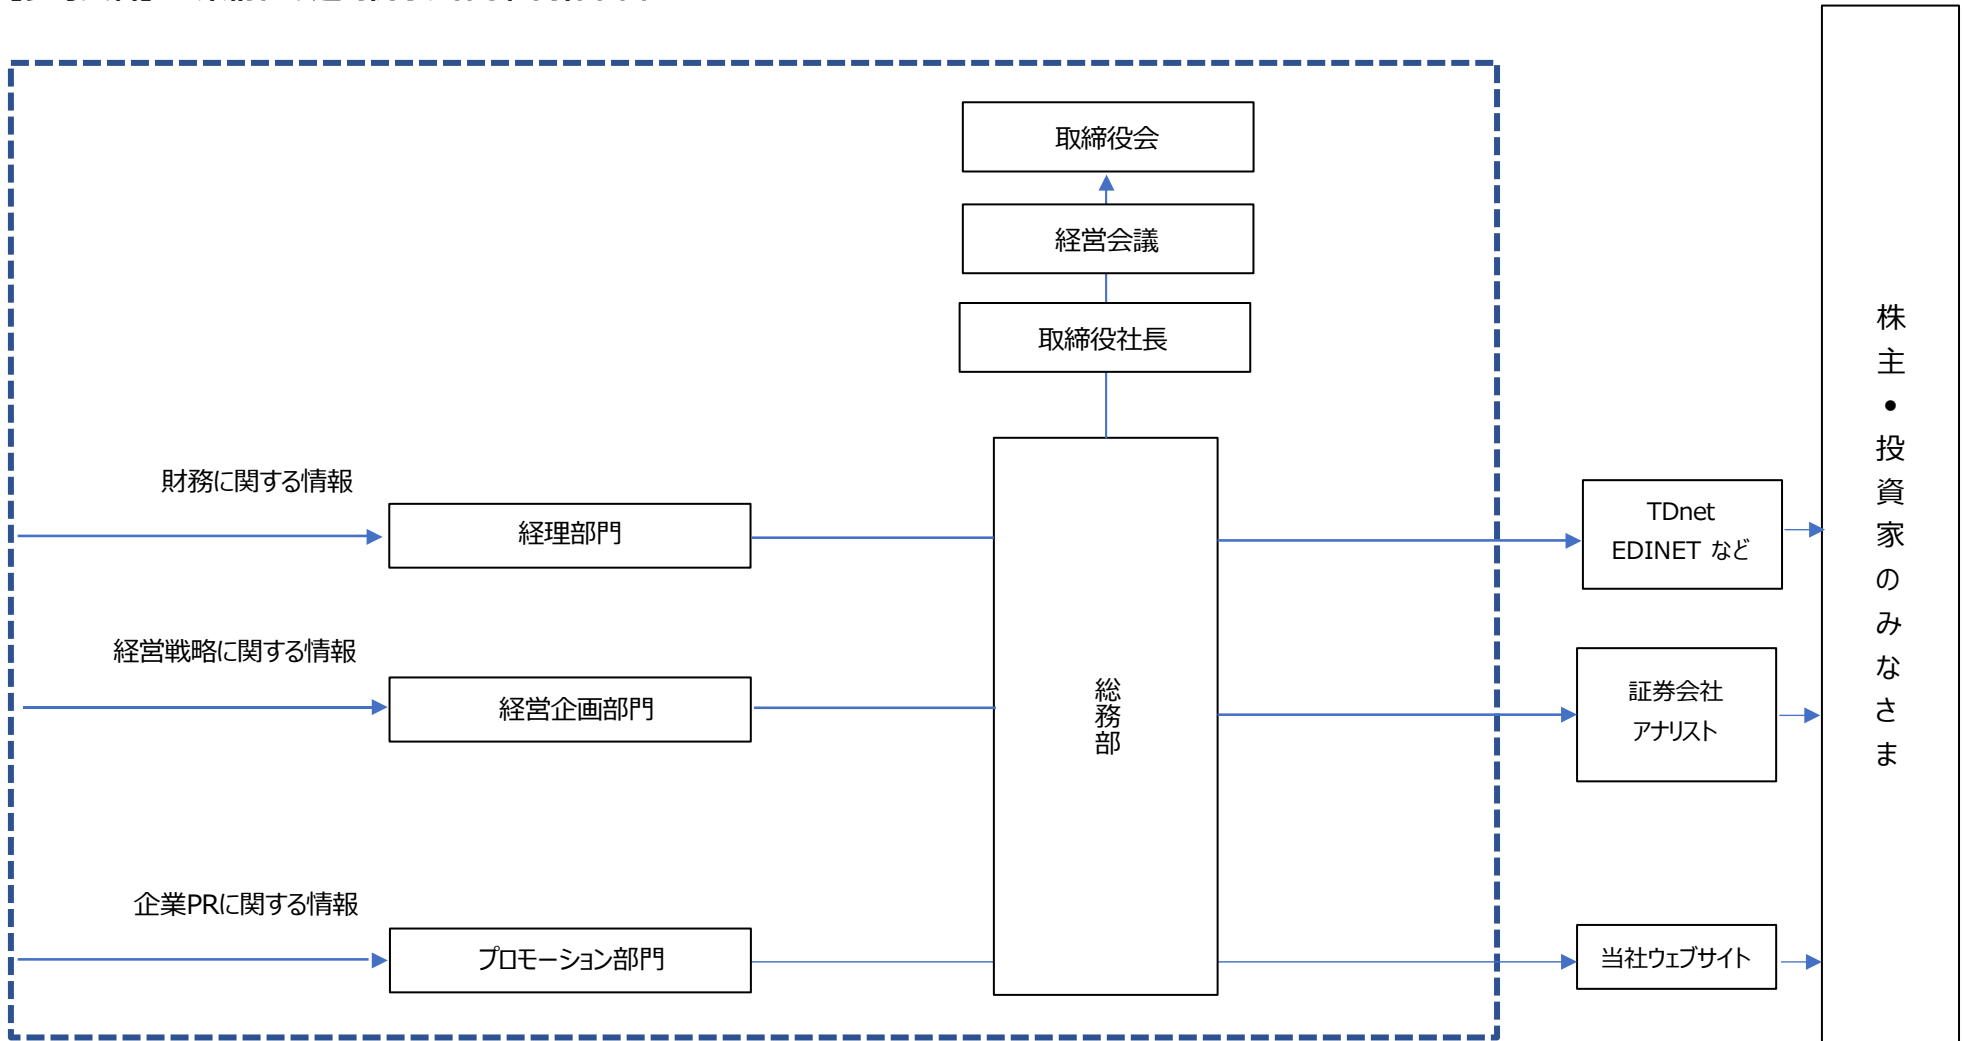 取締役会
経営会議
取締役社長
財務に関する情報
経理部門
経営戦略に関する情報
経営企画部門
企業PRに関する情報
プロモーション部門
総務部
TDnet
EDINET など
証券会社
アナリスト
当社ウェブサイト
株主・投資家のみなさま